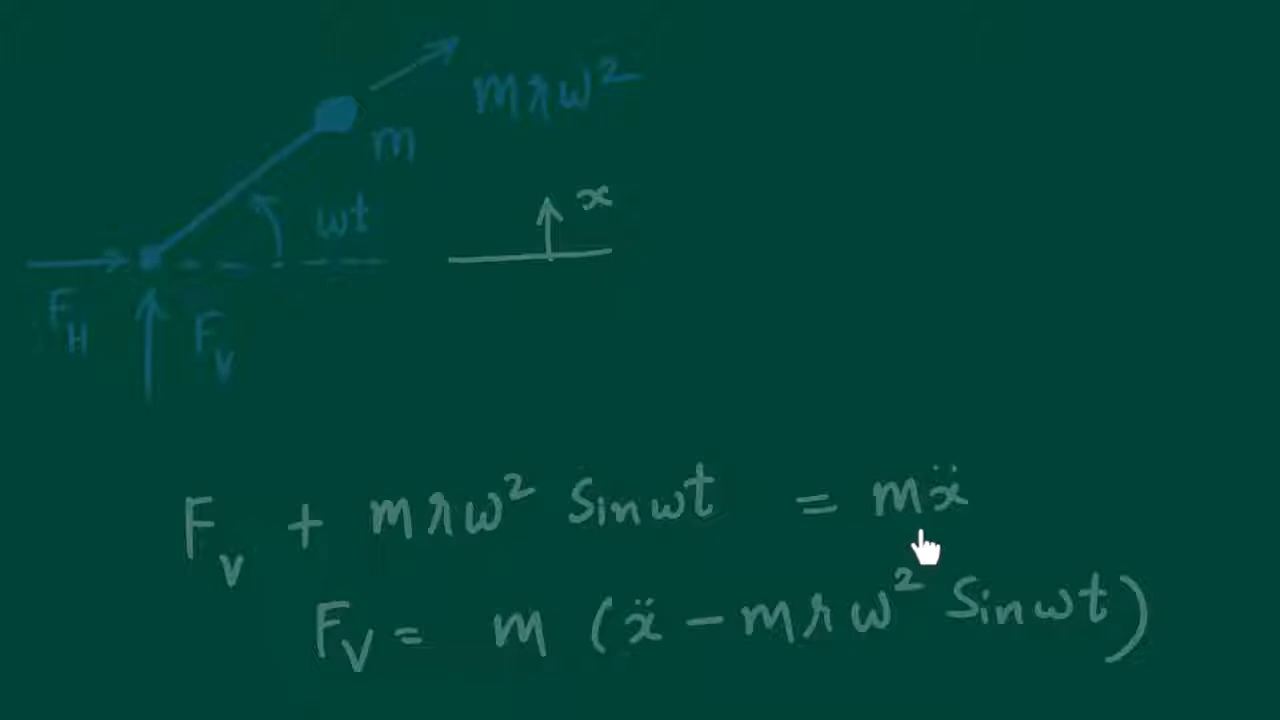 mrω²
m
x
ωt
F_H
F_V
F_V + mrω² Sinωt = mẍ
F_V = m (ẍ - mrω² Sinωt)